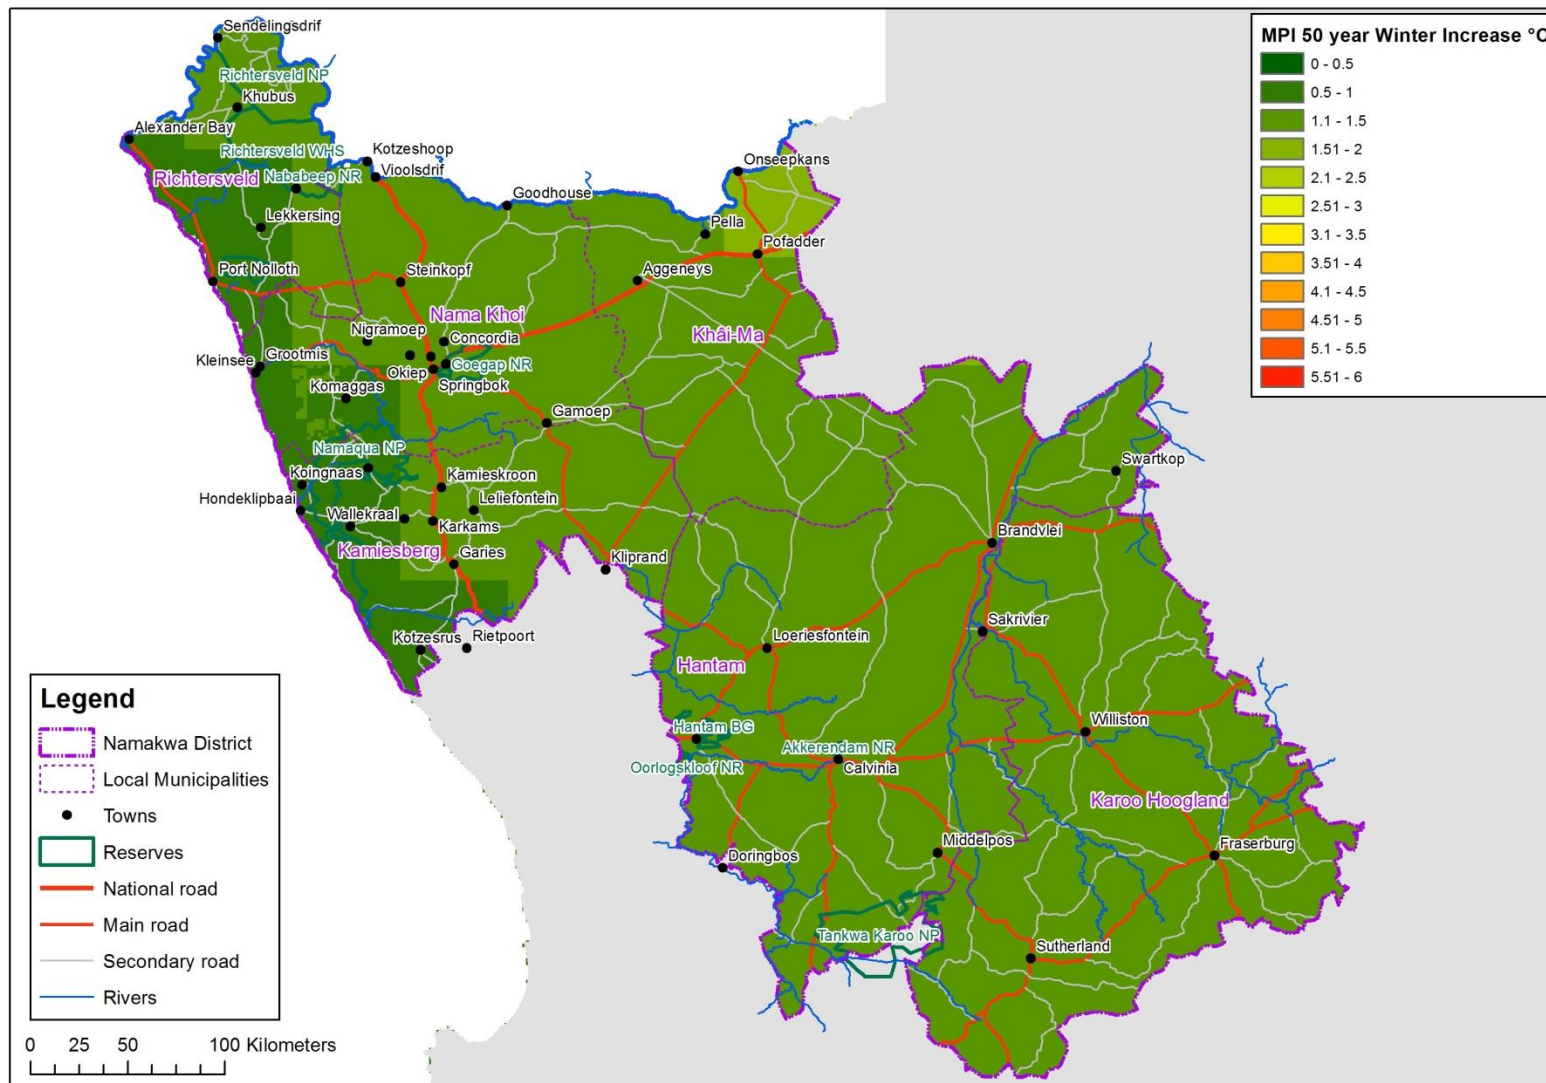 MPI 50 year Winter Increase °C
0 - 0.5
0.5 - 1
1.1 - 1.5
1.51 - 2
2.1 - 2.5
2.51 - 3
3.1 - 3.5
3.51 - 4
4.1 - 4.5
4.51 - 5
5.1 - 5.5
5.51 - 6
Sendelingsdrif
Richtersveld NP
Khubus
Alexander Bay
Richtersveld WHS
Kotzeshoop
Onseepkans
Richtersveld
Nababeep NR
Vioolsdrif
Goodhouse
Lekkersing
Pella
Pofadder
Port Nolloth
Steinkopf
Aggeneys
Nama Khoi
Nigramoep
Concordia
Khâi-Ma
Kleinsee
Grootmis
Okiep
Goegap NR
Komaggas
Springbok
Gamoep
Namaqua NP
Swartkop
Koingnaas
Kamieskroon
Hondeklipbaai
Leliefontein
Wallekraal
Karkams
Brandvlei
Kamiesberg
Garies
Kliprand
Sakrivier
Kotzesrus
Rietpoort
Loeriesfontein
Hantam
Hantam BG
Williston
Akkerendam NR
Oorlogskloof NR
Calvinia
Karoo Hoogland
Middelpos
Fraserburg
Doringbos
Tankwa Karoo NP
Sutherland
Legend
Namakwa District
Local Municipalities
Towns
Reserves
National road
Main road
Secondary road
Rivers
0 25 50 100 Kilometers